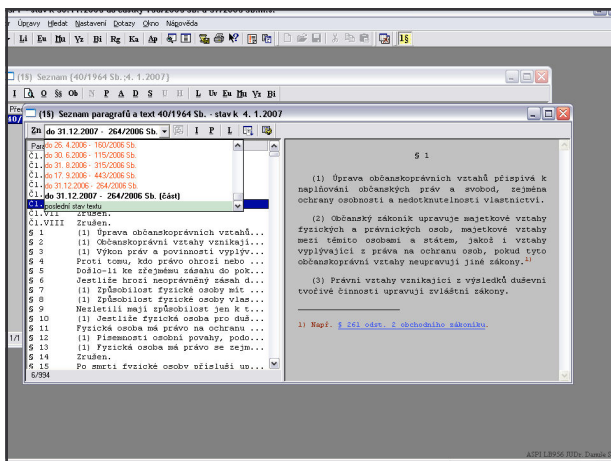 Úpravy Hledat Nastavení Dotazy Okno Nápověda
Li Eu Hu Vz Bi Rg Ka Ap 1§
(1§) Seznam [40/1964 Sb.;4. 1.2007]
I O §§ Ob N P A D S U H L Uv Eu Hu Vz Bi
(1§) Seznam paragrafů a text 40/1964 Sb. - stav k 4. 1.2007
Zn do 31.12.2007 - 264/2006 Sb. I P L
do 26. 4.2006 - 160/2006 Sb.
Čl. do 30. 6.2006 - 115/2006 Sb.
Čl. do 31. 8.2006 - 315/2006 Sb.
Čl. do 17. 9.2006 - 443/2006 Sb.
Čl. do 31.12.2006 - 264/2006 Sb.
Čl. do 31.12.2007 - 264/2006 Sb. (část)
Čl. poslední stav textu
Čl.VII Zrušen.
Čl.VIII Zrušen.
§ 1 (1) Úprava občanskoprávních vztahů...
§ 2 (1) Občanskoprávní vztahy vznikají...
§ 3 (1) Výkon práv a povinností vyplýv...
§ 4 Proti tomu, kdo právo ohrozí nebo ...
§ 5 Došlo-li ke zřejmému zásahu do pok...
§ 6 Jestliže hrozí neoprávněný zásah d...
§ 7 (1) Způsobilost fyzické osoby mít ...
§ 8 (1) Způsobilost fyzické osoby vlas...
§ 9 Nezletilí mají způsobilost jen k t...
§ 10 (1) Jestliže fyzická osoba pro duš...
§ 11 Fyzická osoba má právo na ochranu ...
§ 12 (1) Písemnosti osobní povahy, podo...
§ 13 (1) Fyzická osoba má právo se zejm...
§ 14 Zrušen.
§ 15 Po smrti fyzické osoby přísluší up...
6/994
§ 1
(1) Úprava občanskoprávních vztahů přispívá k
naplňování občanských práv a svobod, zejména
ochrany osobnosti a nedotknutelnosti vlastnictví.
(2) Občanský zákoník upravuje majetkové vztahy
fyzických a právnických osob, majetkové vztahy
mezi těmito osobami a státem, jakož i vztahy
vyplývající z práva na ochranu osob, pokud tyto
občanskoprávní vztahy neupravují jiné zákony.1)
(3) Právní vztahy vznikající z výsledků duševní
tvořivé činnosti upravují zvláštní zákony.
1) Např. § 261 odst. 2 obchodního zákoníku.
1/1
ASPI LB956 JUDr.